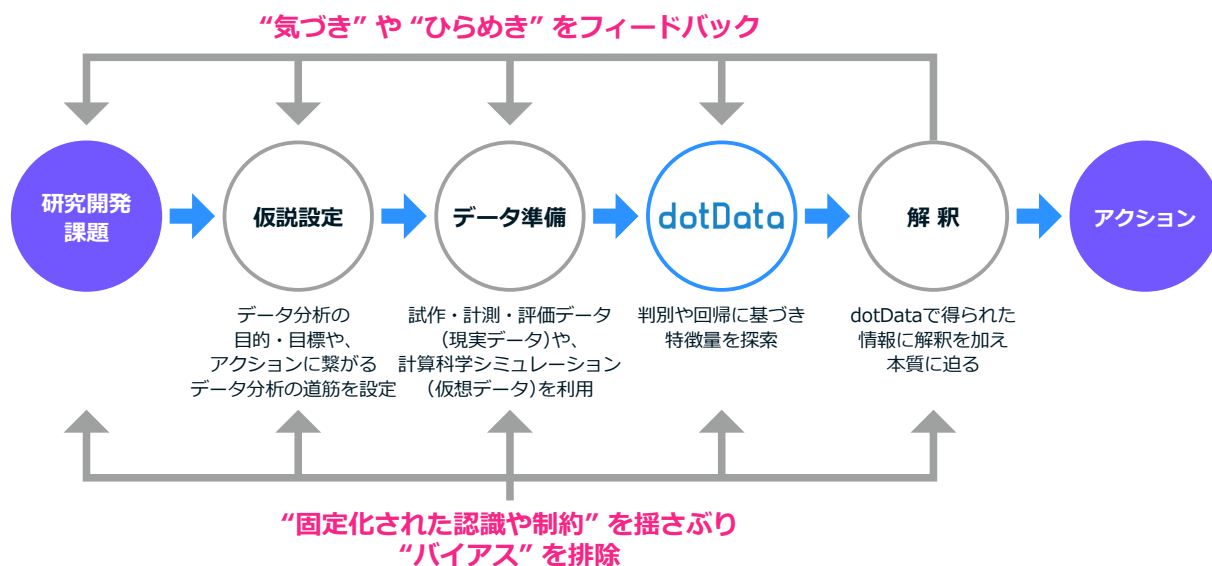 “気づき” や “ひらめき” をフィードバック
研究開発
課題
仮説設定
データ準備
dotData
解 釈
アクション
データ分析の
目的・目標や、
アクションに繋がる
データ分析の道筋を設定
試作・計測・評価データ
(現実データ)や、
計算科学シミュレーション
(仮想データ)を利用
判別や回帰に基づき
特徴量を探索
dotDataで得られた
情報に解釈を加え
本質に迫る
“固定化された認識や制約” を揺さぶり
“バイアス” を排除